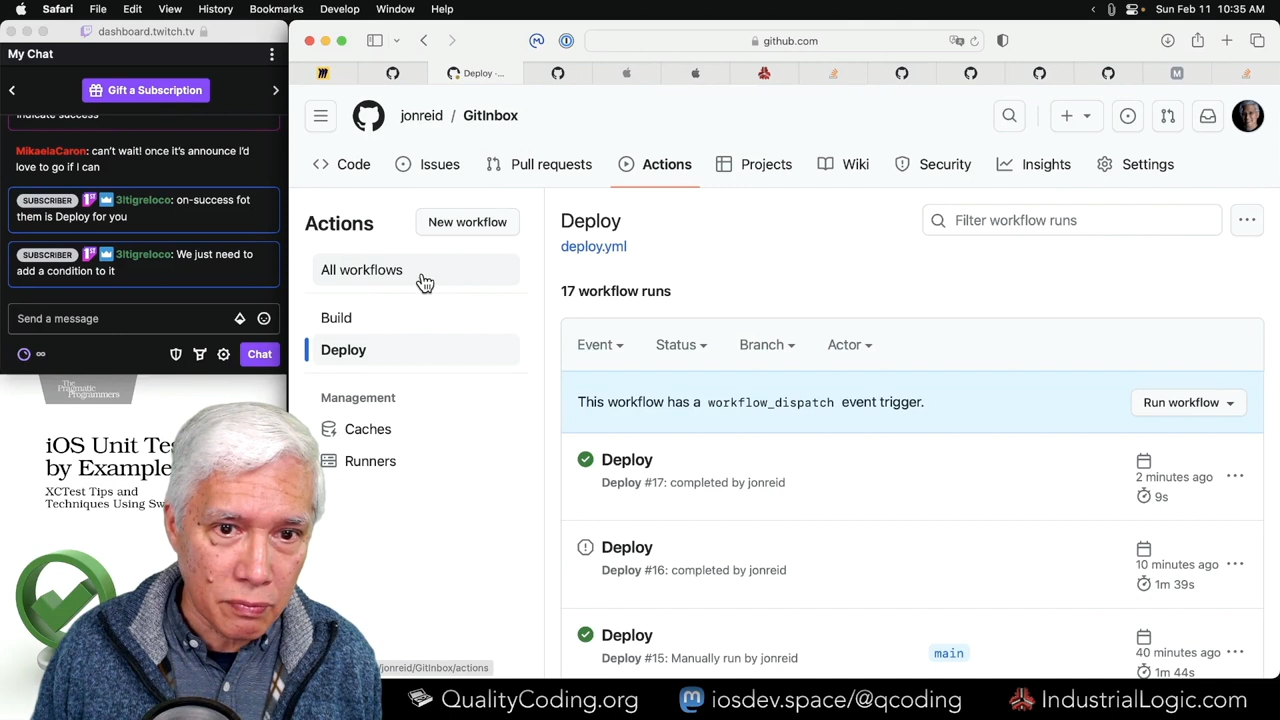 Safari File Edit View History Bookmarks Develop Window Help
Sun Feb 11 10:35 AM
dashboard.twitch.tv
My Chat
Gift a Subscription
indicate success
MikaelaCaron: can't wait! once it's announce I'd
love to go if I can
SUBSCRIBER 1ST 3ltigreloco: on-success fot
them is Deploy for you
SUBSCRIBER 1ST 3ltigreloco: We just need to
add a condition to it
Send a message
Chat
The
Pragmatic
Programmers
iOS Unit Tes
by Example
XCTest Tips and
Techniques Using Sw
github.com
Deploy ·...
jonreid / GitInbox
Code Issues Pull requests Actions Projects Wiki Security Insights Settings
Actions
New workflow
All workflows
Build
Deploy
Management
Caches
Runners
/jonreid/GitInbox/actions
Deploy
deploy.yml
Filter workflow runs
17 workflow runs
Event Status Branch Actor
This workflow has a workflow_dispatch event trigger.
Run workflow
Deploy
Deploy #17: completed by jonreid
2 minutes ago
9s
Deploy
Deploy #16: completed by jonreid
10 minutes ago
1m 39s
Deploy
Deploy #15: Manually run by jonreid
main
40 minutes ago
1m 44s
QualityCoding.org iosdev.space/@qcoding IndustrialLogic.com